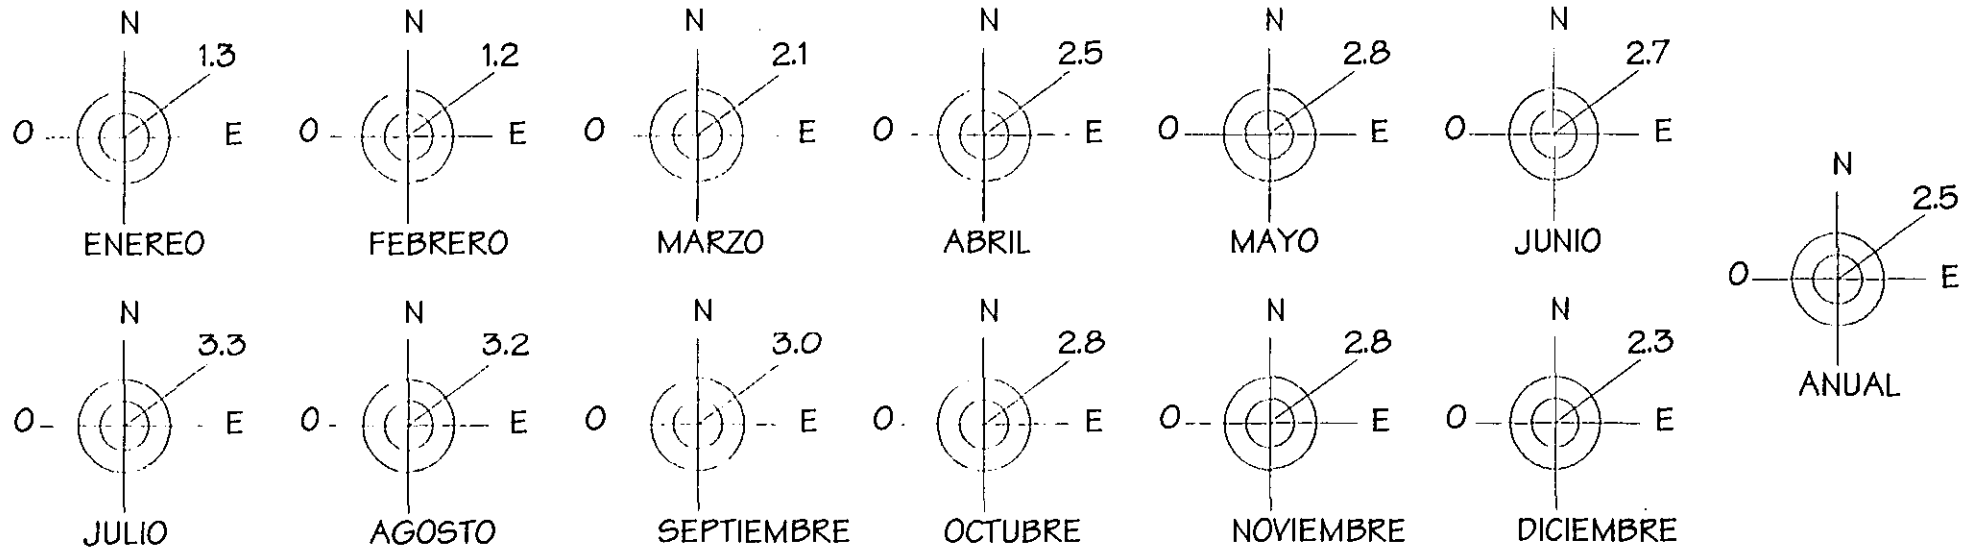 N
1.3
O
E
ENEREO
N
1.2
O
E
FEBRERO
N
2.1
O
E
MARZO
N
2.5
O
E
ABRIL
N
2.8
O
E
MAYO
N
2.7
O
E
JUNIO
N
3.3
O
E
JULIO
N
3.2
O
E
AGOSTO
N
3.0
O
E
SEPTIEMBRE
N
2.8
O
E
OCTUBRE
N
2.8
O
E
NOVIEMBRE
N
2.3
O
E
DICIEMBRE
N
2.5
O
E
ANUAL